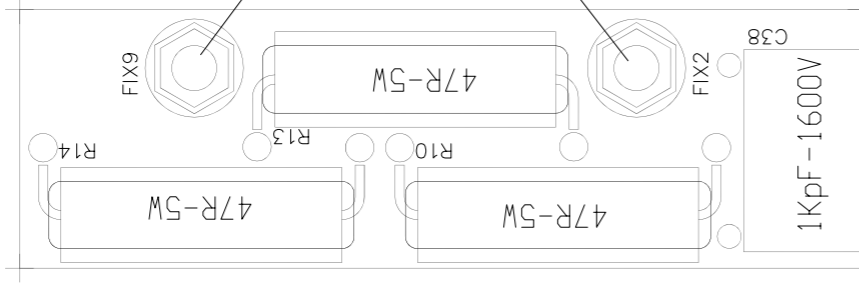 C38
FIX9
47R-5W
FIX2
1KpF-1600V
R13
R14
R10
47R-5W
47R-5W